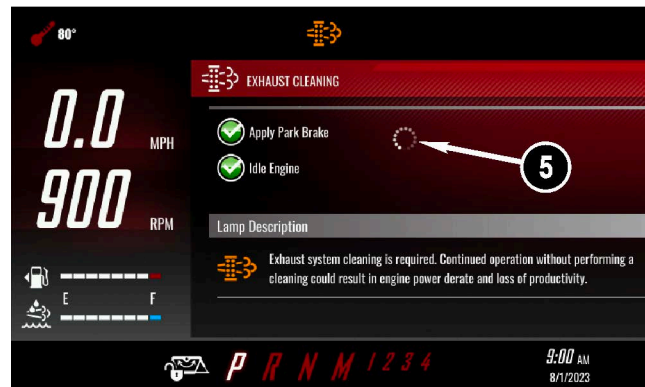 80°
EXHAUST CLEANING
0.0 MPH
Apply Park Brake
5
Idle Engine
900 RPM
Lamp Description
Exhaust system cleaning is required. Continued operation without performing a
cleaning could result in engine power derate and loss of productivity.
E F
P R N M 1 2 3 4
9:00 AM
8/1/2023